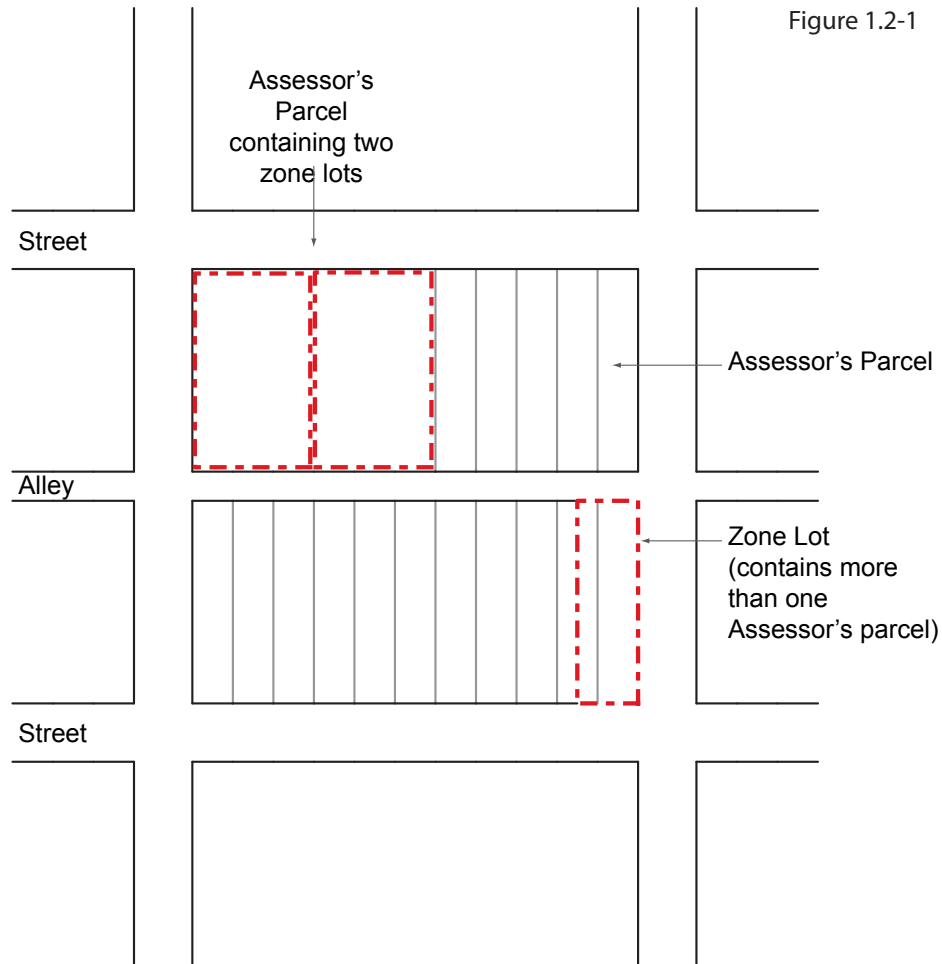 Figure 1.2-1
Assessor's
Parcel
containing two
zone lots
Street
Assessor's Parcel
Alley
Zone Lot
(contains more
than one
Assessor's parcel)
Street